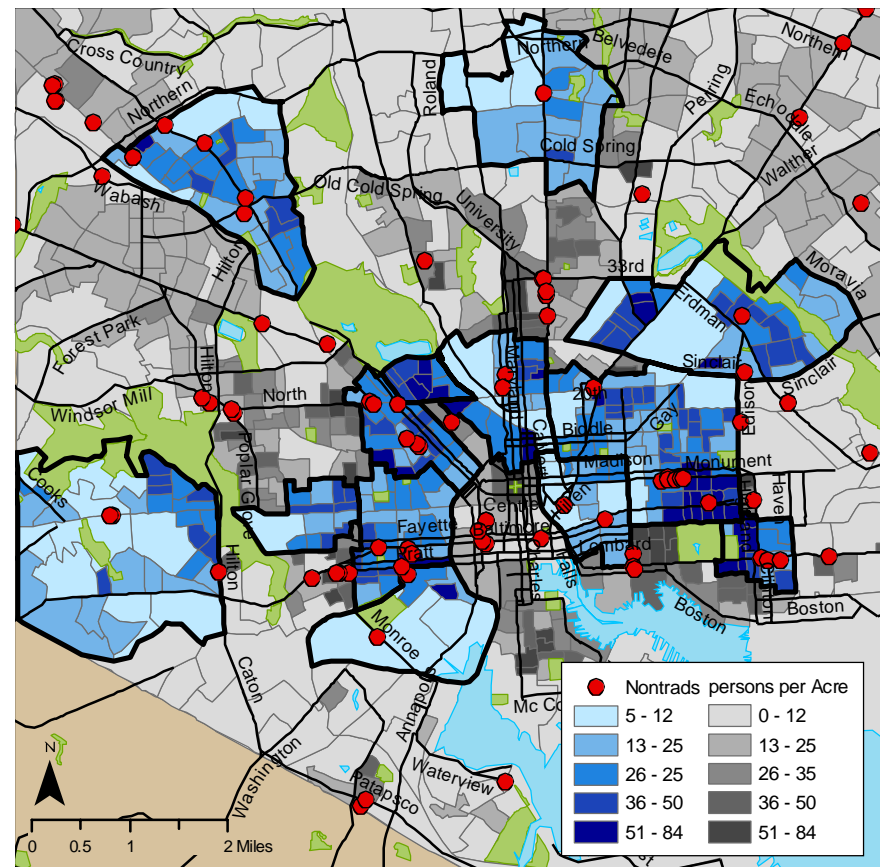 Cross Country
Northern
Roland
Northern
Belvedere
Northern
Perring
Echodale
Walther
Cold Spring
Wabash
Old Cold Spring
University
Hilton
33rd
Moravia
Erdman
Forest Park
Sinclair
Sinclair
Hilton
North
20th
Windsor Mill
Gay
Edison
Biddle
Cooks
Poplar Grove
Madison
Monument
Haven
Centre
Fayette
Baltimore
Pratt
Lombard
Hilton
Charles
Falls
Boston
Boston
Monroe
Caton
Annapolis
Mc Co
Washington
Waterview
Patapsco
Nontrads persons per Acre
5 - 12 0 - 12
13 - 25 13 - 25
26 - 25 26 - 35
36 - 50 36 - 50
51 - 84 51 - 84
N
0 0.5 1 2 Miles